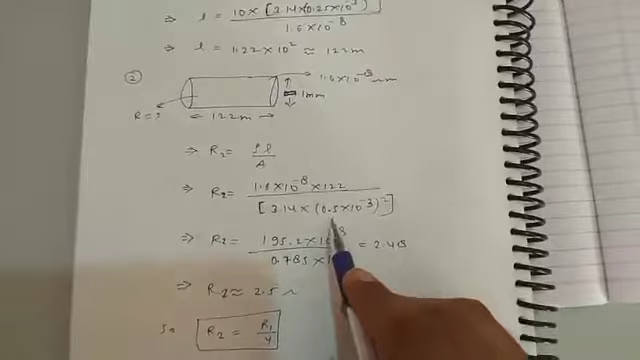 ⇒ l = 10 × [3.14 × (0.25 × 10⁻³)²] / 1.6 × 10⁻⁸
⇒ l = 1.22 × 10² ≈ 122 m
② 1.6 × 10⁻⁸ Ωm
1mm
R = ? ← 122m →
⇒ R₂ = ρl / A
⇒ R₂ = 1.6 × 10⁻⁸ × 122 / [3.14 × (0.5 × 10⁻³)²]
⇒ R₂ = 195.2 × 10⁻⁸ / 0.785 × 1 = 2.48
⇒ R₂ ≈ 2.5 Ω
So R₂ = R₁ / 4